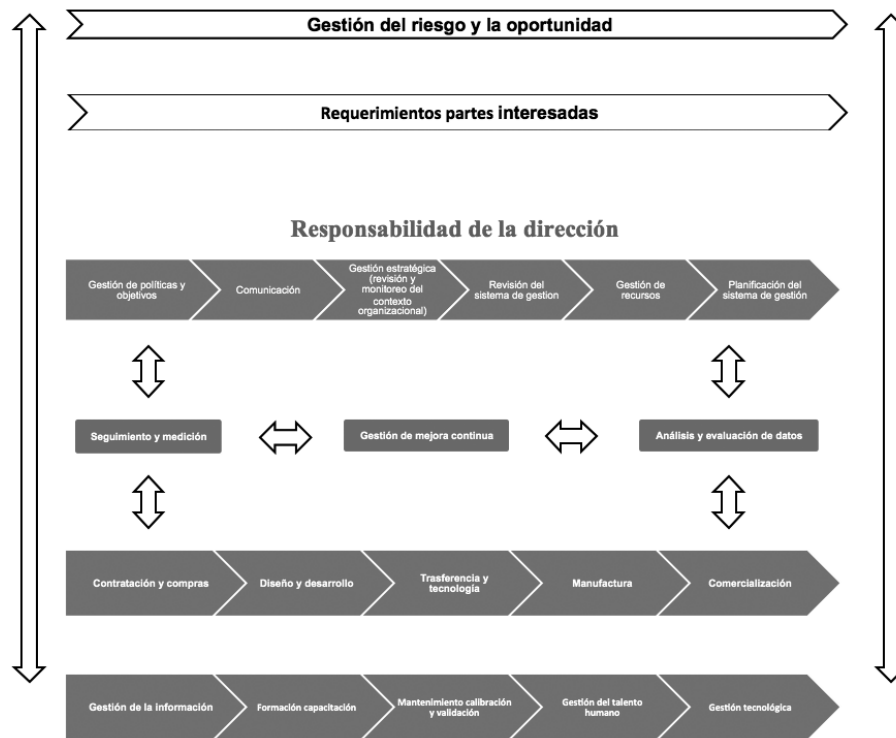 Gestión del riesgo y la oportunidad
Requerimientos partes interesadas
Responsabilidad de la dirección
Gestión de políticas y
objetivos
Comunicación
Gestión estratégica
(revisión y
monitoreo del
contexto
organizacional)
Revisión del
sistema de gestion
Gestión de
recursos
Planificación del
sistema de gestión
Seguimiento y medición
Gestión de mejora continua
Análisis y evaluación de datos
Contratación y compras
Diseño y desarrollo
Trasferencia y
tecnología
Manufactura
Comercialización
Gestión de la información
Formación capacitación
Mantenimiento calibración
y validación
Gestión del talento
humano
Gestión tecnológica